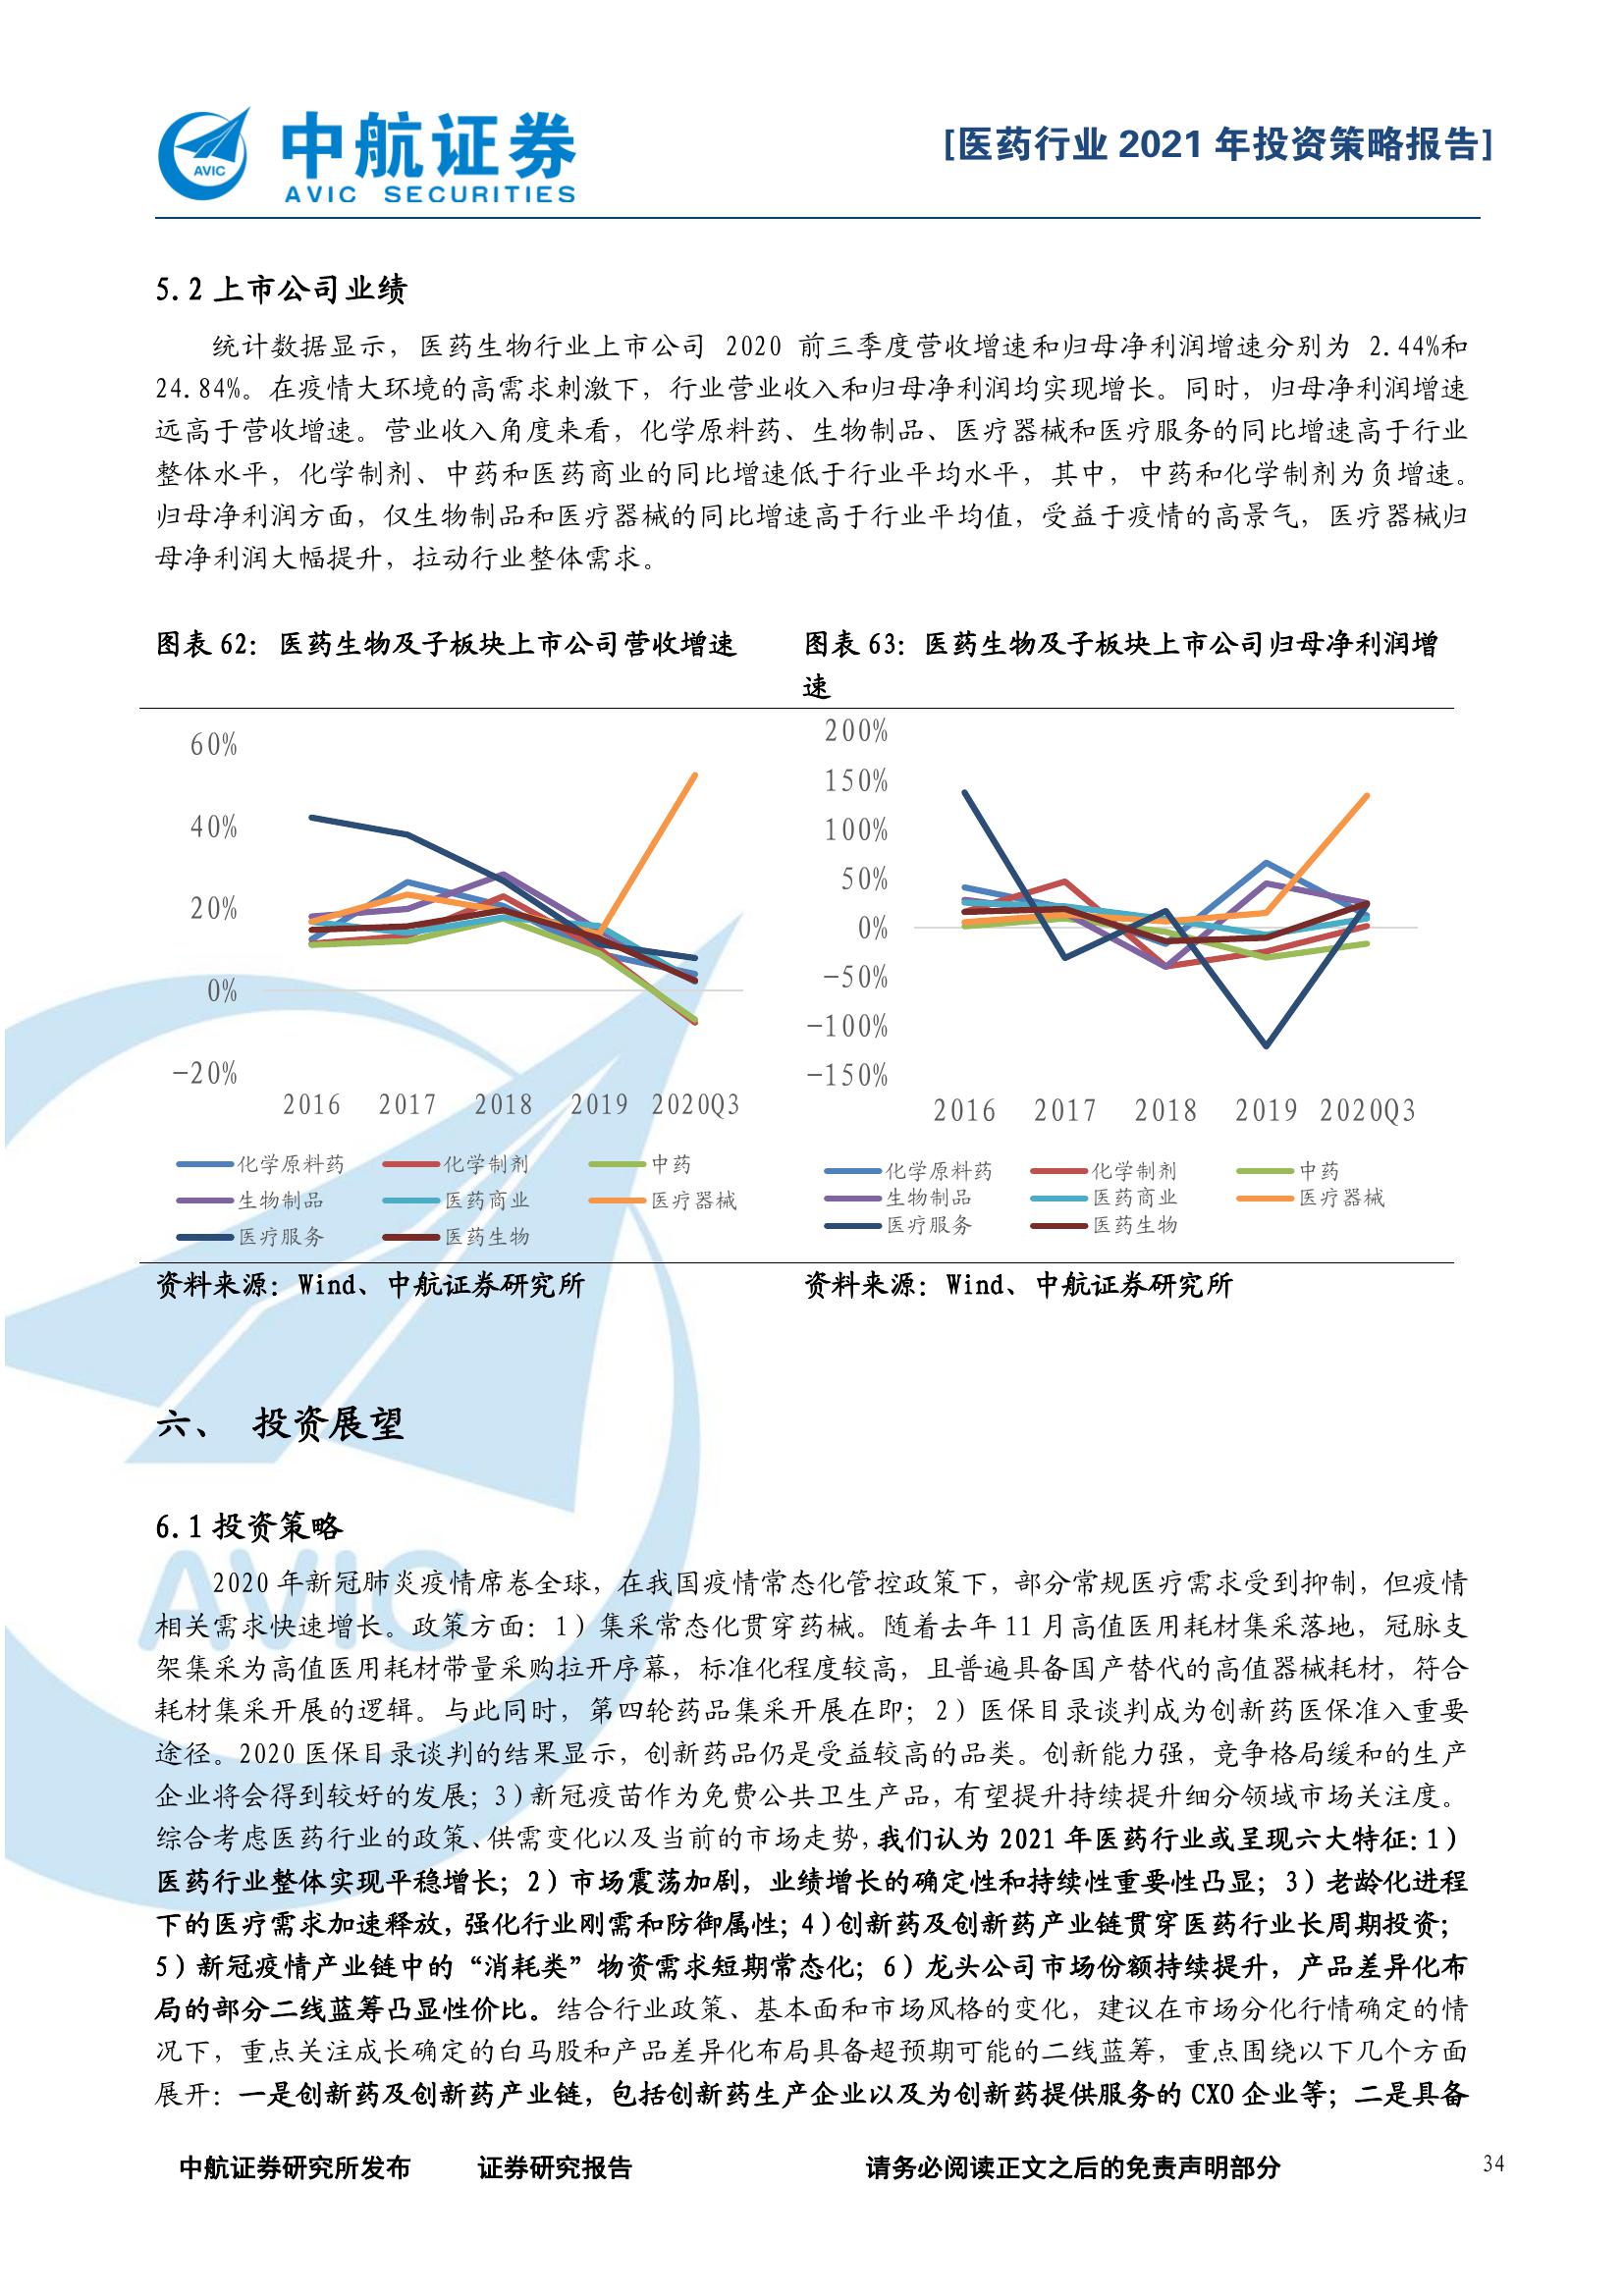 中航证券
AVIC SECURITIES
AVIC
[医药行业 2021 年投资策略报告]
5.2 上市公司业绩
统计数据显示，医药生物行业上市公司 2020 前三季度营收增速和归母净利润增速分别为 2.44%和
24.84%。在疫情大环境的高需求刺激下，行业营业收入和归母净利润均实现增长。同时，归母净利润增速
远高于营收增速。营业收入角度来看，化学原料药、生物制品、医疗器械和医疗服务的同比增速高于行业
整体水平，化学制剂、中药和医药商业的同比增速低于行业平均水平，其中，中药和化学制剂为负增速。
归母净利润方面，仅生物制品和医疗器械的同比增速高于行业平均值，受益于疫情的高景气，医疗器械归
母净利润大幅提升，拉动行业整体需求。
图表 62：医药生物及子板块上市公司营收增速
60%
40%
20%
0%
-20%
2016 2017 2018 2019 2020Q3
化学原料药 化学制剂 中药
生物制品 医药商业 医疗器械
医疗服务 医药生物
资料来源：Wind、中航证券研究所
图表 63：医药生物及子板块上市公司归母净利润增
速
200%
150%
100%
50%
0%
-50%
-100%
-150%
2016 2017 2018 2019 2020Q3
化学原料药 化学制剂 中药
生物制品 医药商业 医疗器械
医疗服务 医药生物
资料来源：Wind、中航证券研究所
六、 投资展望
6.1 投资策略
AVIC
2020 年新冠肺炎疫情席卷全球，在我国疫情常态化管控政策下，部分常规医疗需求受到抑制，但疫情
相关需求快速增长。政策方面：1）集采常态化贯穿药械。随着去年 11 月高值医用耗材集采落地，冠脉支
架集采为高值医用耗材带量采购拉开序幕，标准化程度较高，且普遍具备国产替代的高值器械耗材，符合
耗材集采开展的逻辑。与此同时，第四轮药品集采开展在即；2）医保目录谈判成为创新药医保准入重要
途径。2020 医保目录谈判的结果显示，创新药品仍是受益较高的品类。创新能力强，竞争格局缓和的生产
企业将会得到较好的发展；3）新冠疫苗作为免费公共卫生产品，有望提升持续提升细分领域市场关注度。
综合考虑医药行业的政策、供需变化以及当前的市场走势，我们认为 2021 年医药行业或呈现六大特征：1）
医药行业整体实现平稳增长；2）市场震荡加剧，业绩增长的确定性和持续性重要性凸显；3）老龄化进程
下的医疗需求加速释放，强化行业刚需和防御属性；4）创新药及创新药产业链贯穿医药行业长周期投资；
5）新冠疫情产业链中的“消耗类”物资需求短期常态化；6）龙头公司市场份额持续提升，产品差异化布
局的部分二线蓝筹凸显性价比。结合行业政策、基本面和市场风格的变化，建议在市场分化行情确定的情
况下，重点关注成长确定的白马股和产品差异化布局具备超预期可能的二线蓝筹，重点围绕以下几个方面
展开：一是创新药及创新药产业链，包括创新药生产企业以及为创新药提供服务的 CXO 企业等；二是具备
中航证券研究所发布 证券研究报告 请务必阅读正文之后的免责声明部分 34